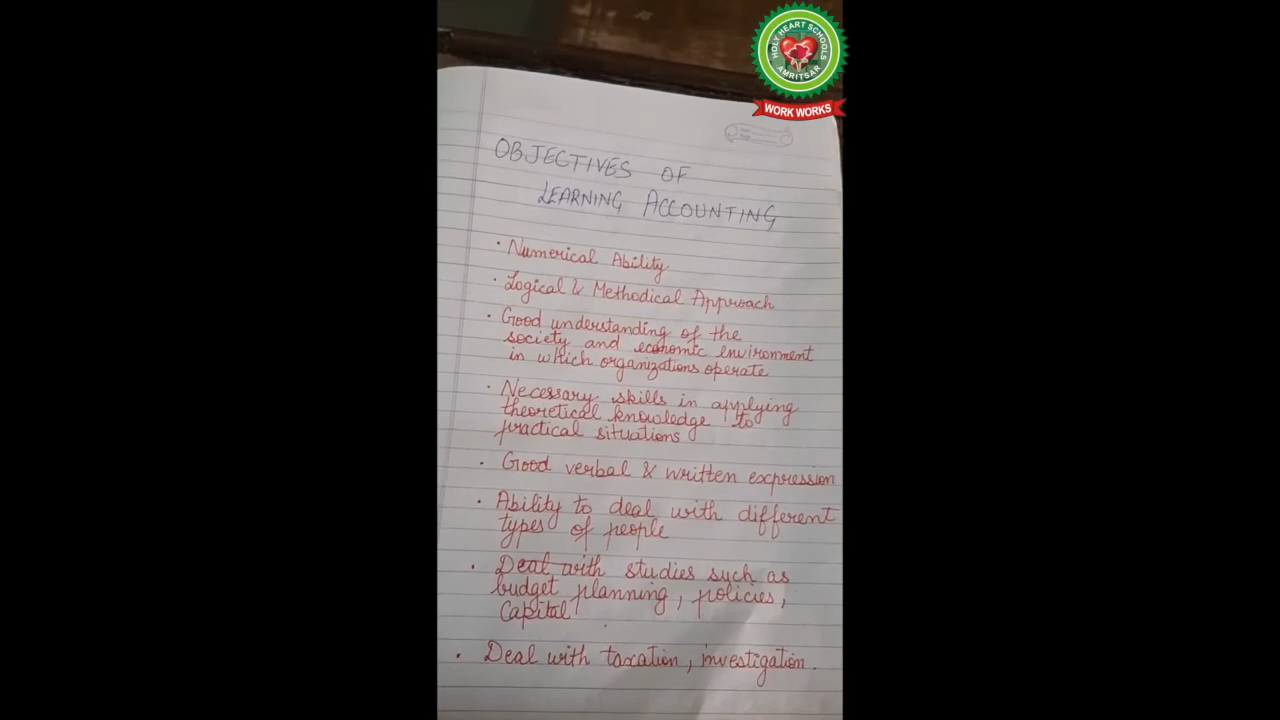 HOLY HEART SCHOOLS
AMRITSAR
WORK WORKS
OBJECTIVES OF
LEARNING ACCOUNTING
· Numerical Ability
· Logical & Methodical Approach
· Good understanding of the
society and economic environment
in which organizations operate
· Necessary skills in applying
theoretical knowledge to
practical situations
· Good verbal & written expression
· Ability to deal with different
types of people
· Deal with studies such as
budget planning, policies,
Capital
· Deal with taxation, investigation.